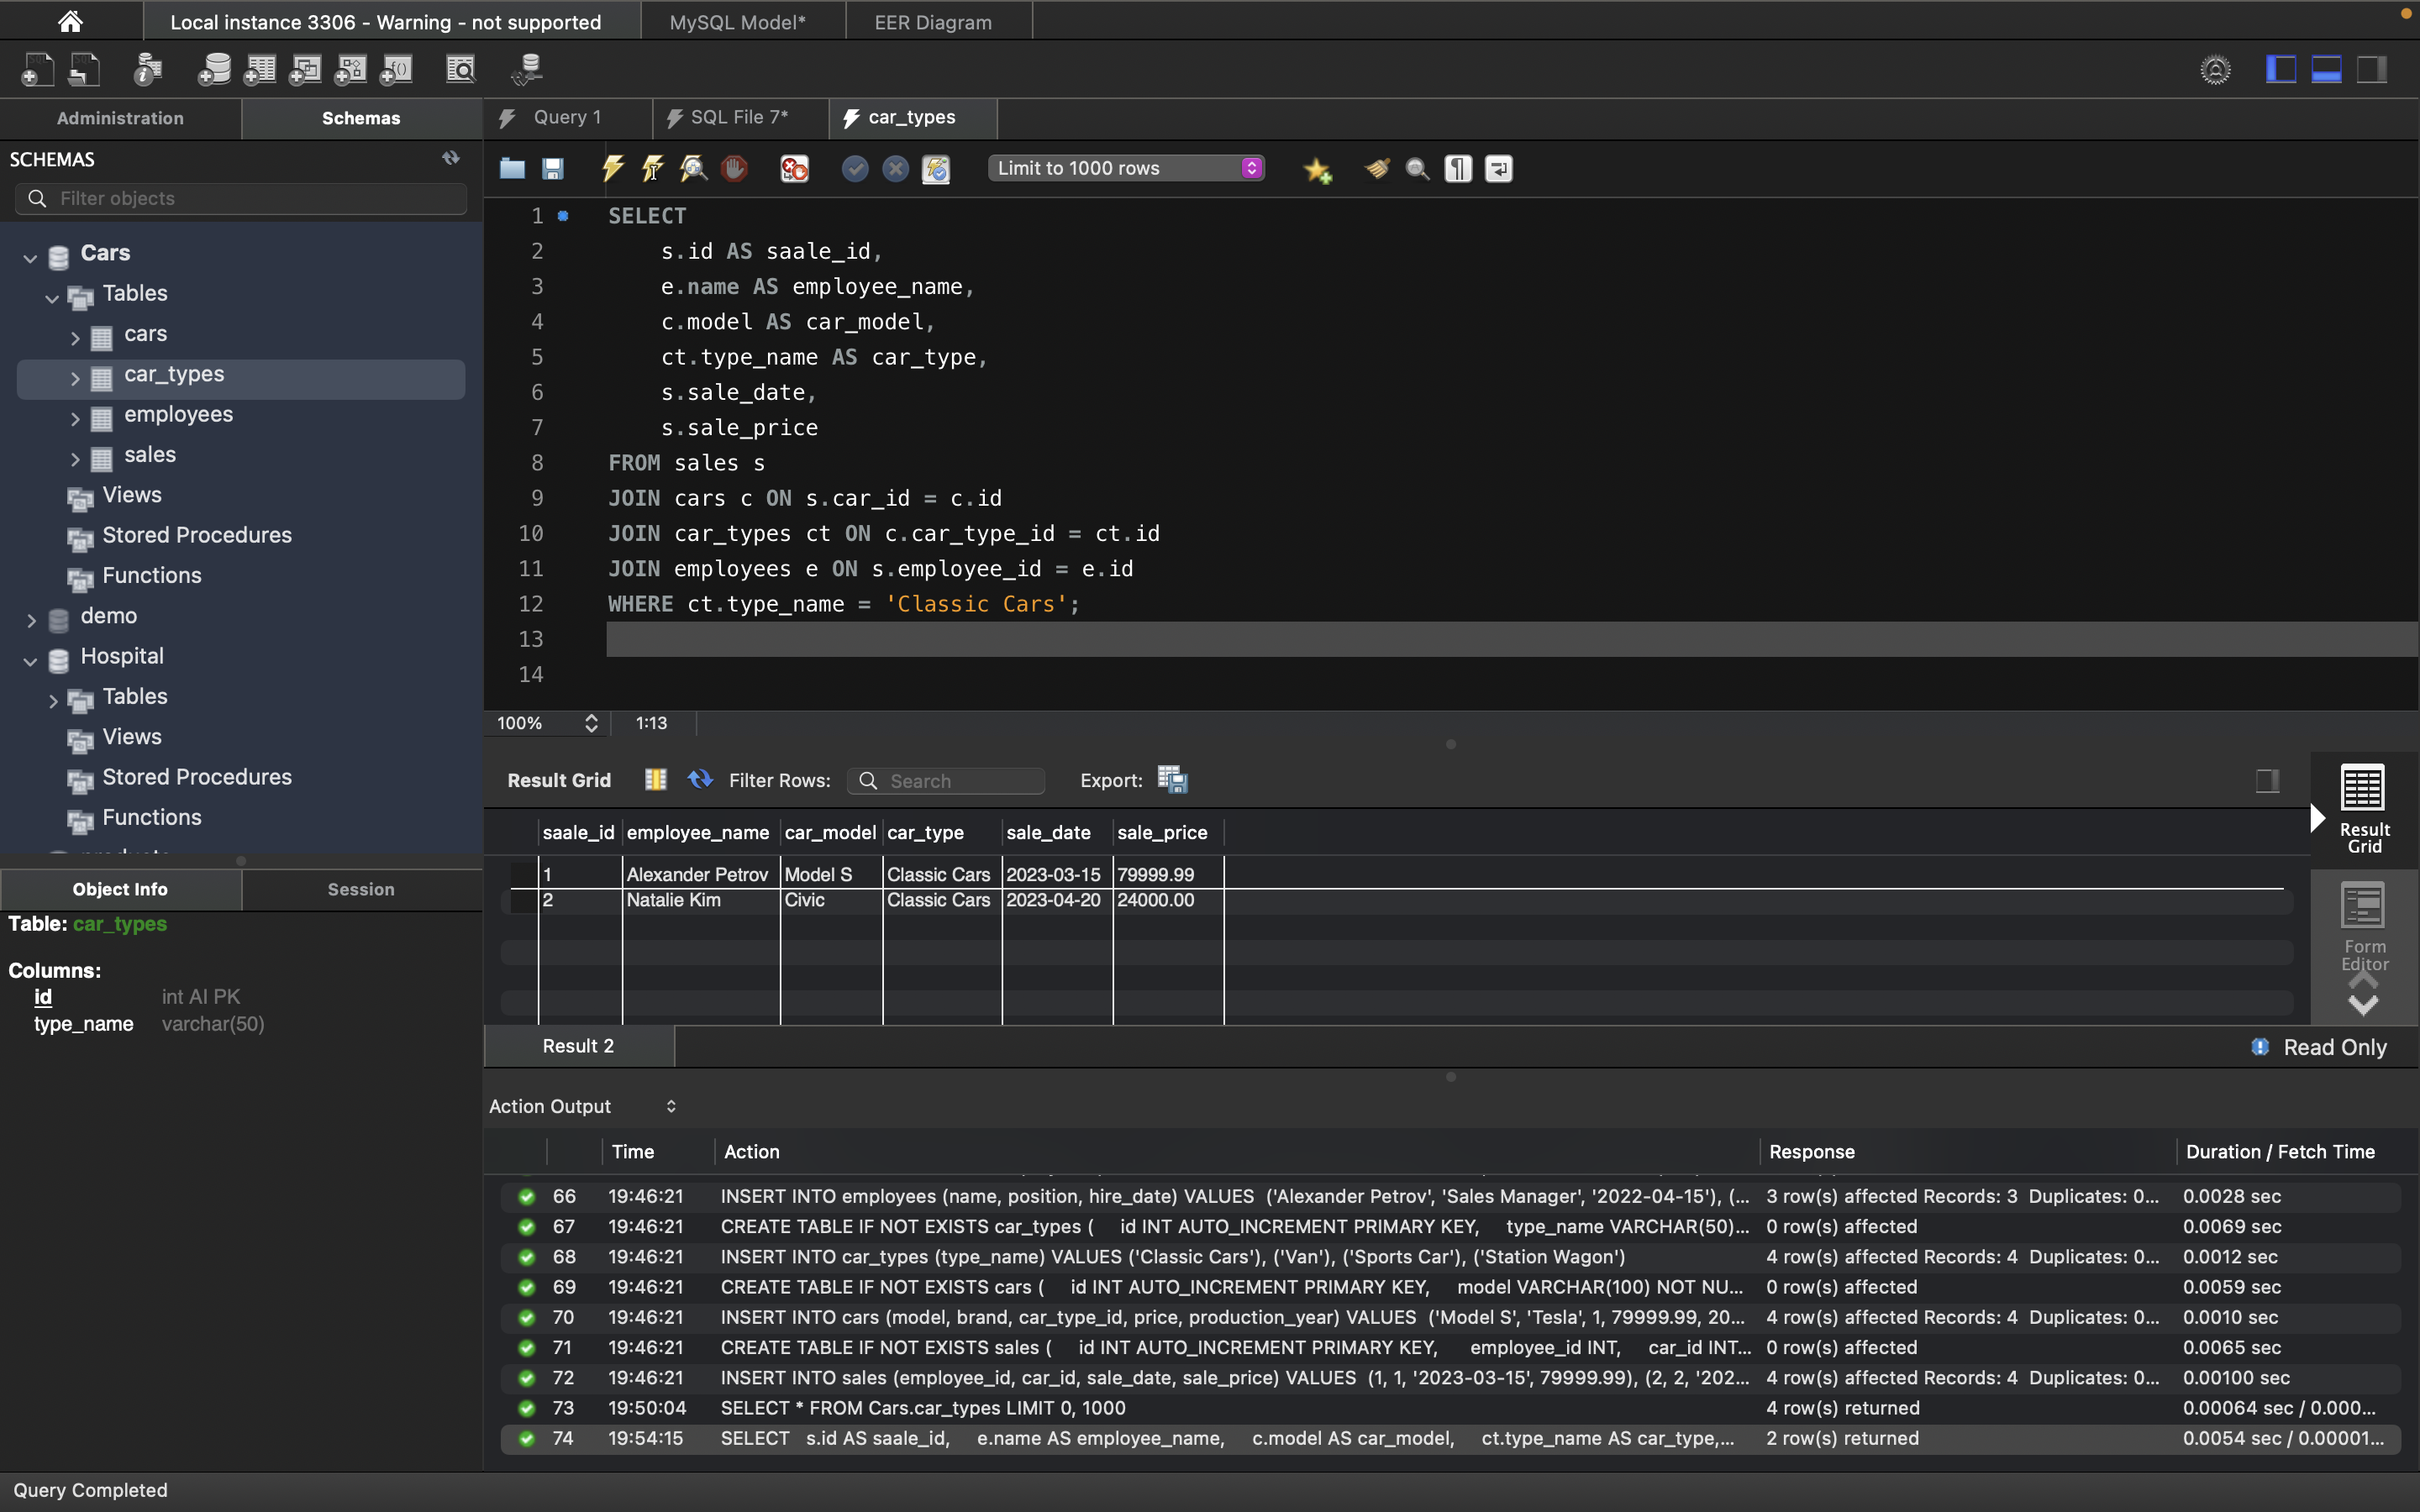 Local instance 3306 - Warning - not supported
MySQL Model*
EER Diagram
Administration
Schemas
Query 1
SQL File 7*
car_types
SCHEMAS
Filter objects
Limit to 1000 rows
Cars
Tables
cars
car_types
employees
sales
Views
Stored Procedures
Functions
demo
Hospital
Tables
Views
Stored Procedures
Functions
1 SELECT
2 s.id AS saale_id,
3 e.name AS employee_name,
4 c.model AS car_model,
5 ct.type_name AS car_type,
6 s.sale_date,
7 s.sale_price
8 FROM sales s
9 JOIN cars c ON s.car_id = c.id
10 JOIN car_types ct ON c.car_type_id = ct.id
11 JOIN employees e ON s.employee_id = e.id
12 WHERE ct.type_name = 'Classic Cars';
13
14
100%
1:13
Result Grid
Filter Rows:
Search
Export:
saale_id employee_name car_model car_type sale_date sale_price
1 Alexander Petrov Model S Classic Cars 2023-03-15 79999.99
2 Natalie Kim Civic Classic Cars 2023-04-20 24000.00
Result
Grid
Form
Editor
Object Info
Session
Table: car_types
Columns:
id int AI PK
type_name varchar(50)
Result 2
Read Only
Action Output
Time Action Response Duration / Fetch Time
66 19:46:21 INSERT INTO employees (name, position, hire_date) VALUES ('Alexander Petrov', 'Sales Manager', '2022-04-15'), (... 3 row(s) affected Records: 3 Duplicates: 0... 0.0028 sec
67 19:46:21 CREATE TABLE IF NOT EXISTS car_types ( id INT AUTO_INCREMENT PRIMARY KEY, type_name VARCHAR(50)... 0 row(s) affected 0.0069 sec
68 19:46:21 INSERT INTO car_types (type_name) VALUES ('Classic Cars'), ('Van'), ('Sports Car'), ('Station Wagon') 4 row(s) affected Records: 4 Duplicates: 0... 0.0012 sec
69 19:46:21 CREATE TABLE IF NOT EXISTS cars ( id INT AUTO_INCREMENT PRIMARY KEY, model VARCHAR(100) NOT NU... 0 row(s) affected 0.0059 sec
70 19:46:21 INSERT INTO cars (model, brand, car_type_id, price, production_year) VALUES ('Model S', 'Tesla', 1, 79999.99, 20... 4 row(s) affected Records: 4 Duplicates: 0... 0.0010 sec
71 19:46:21 CREATE TABLE IF NOT EXISTS sales ( id INT AUTO_INCREMENT PRIMARY KEY, employee_id INT, car_id INT... 0 row(s) affected 0.0065 sec
72 19:46:21 INSERT INTO sales (employee_id, car_id, sale_date, sale_price) VALUES (1, 1, '2023-03-15', 79999.99), (2, 2, '202... 4 row(s) affected Records: 4 Duplicates: 0... 0.00100 sec
73 19:50:04 SELECT * FROM Cars.car_types LIMIT 0, 1000 4 row(s) returned 0.00064 sec / 0.000...
74 19:54:15 SELECT s.id AS saale_id, e.name AS employee_name, c.model AS car_model, ct.type_name AS car_type,... 2 row(s) returned 0.0054 sec / 0.00001...
Query Completed